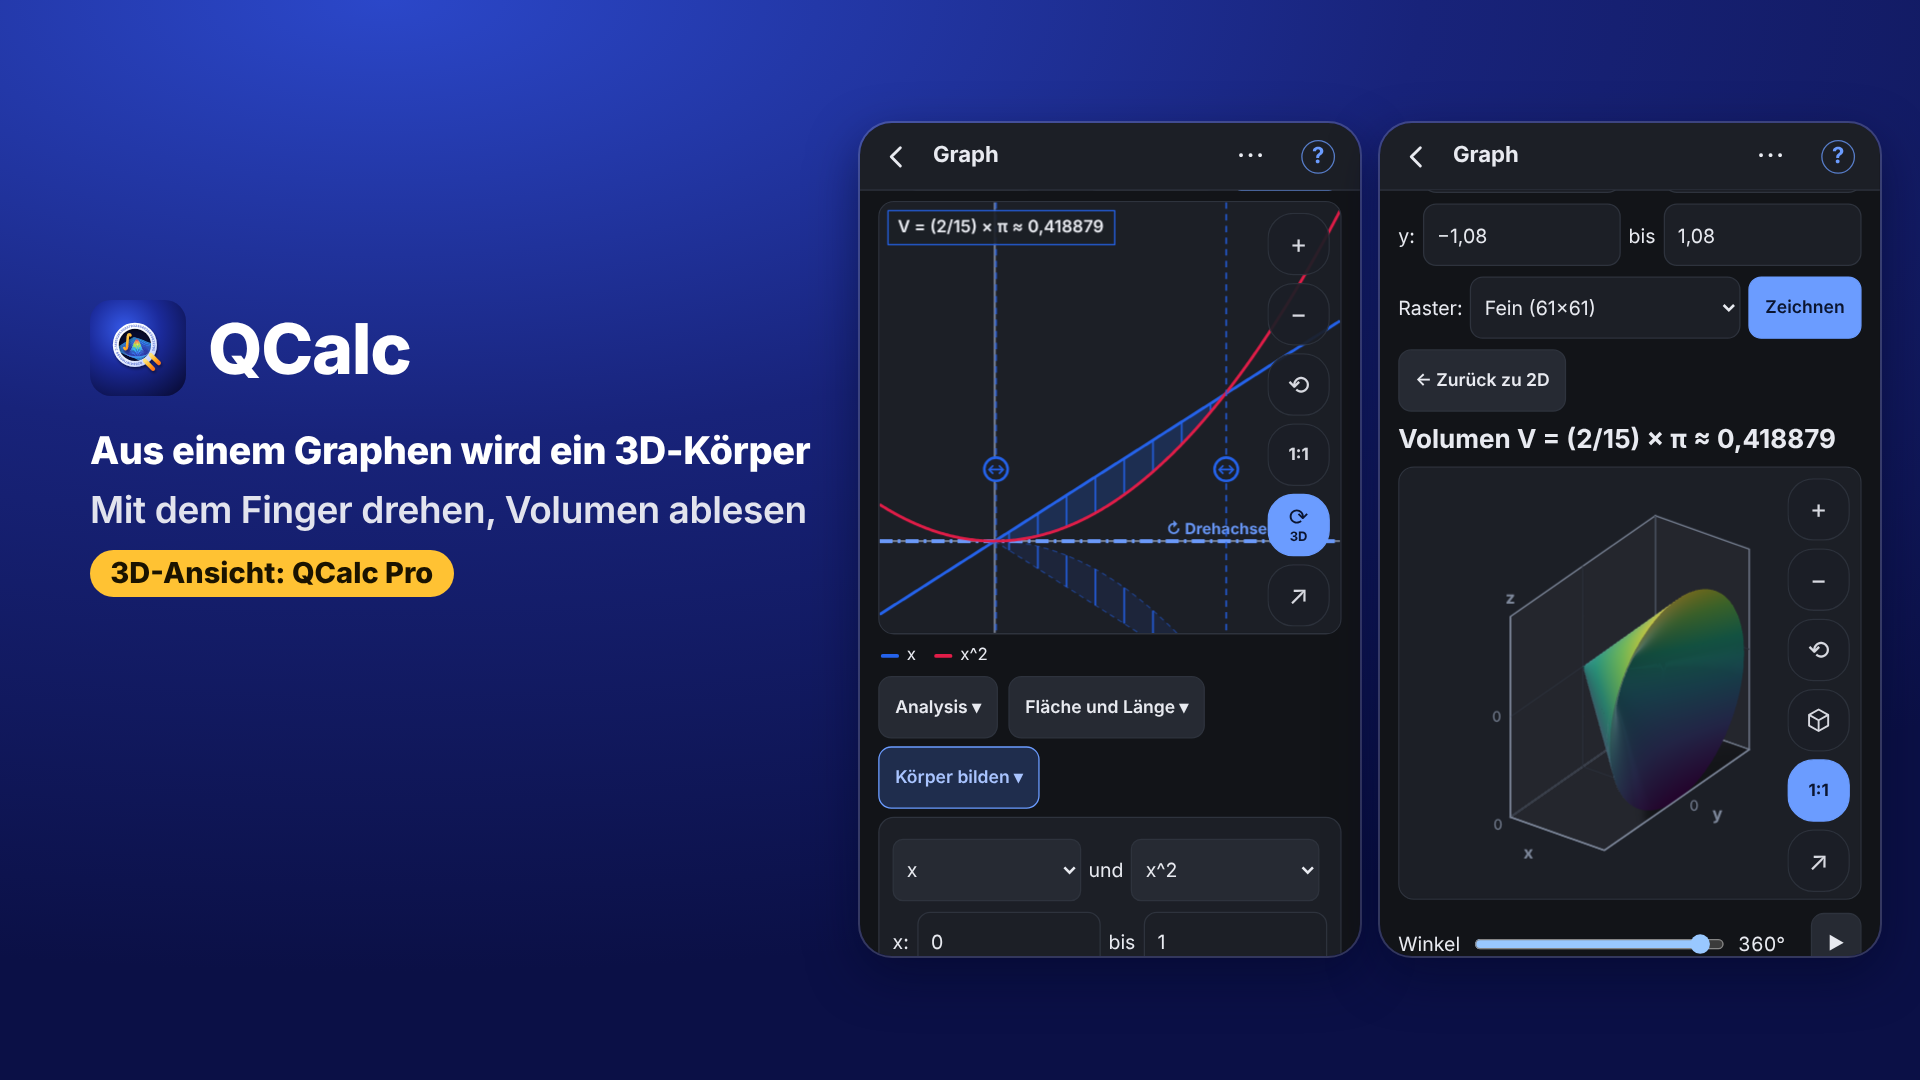 QCalc
Aus einem Graphen wird ein 3D-Körper
Mit dem Finger drehen, Volumen ablesen
3D-Ansicht: QCalc Pro
Graph
?
V = (2/15) × π ≈ 0,418879
+
−
1:1
↻ Drehachse
3D
x
x^2
Analysis ▾
Fläche und Länge ▾
Körper bilden ▾
x und x^2
x: 0 bis 1
Graph
?
y: −1,08 bis 1,08
Raster: Fein (61×61) Zeichnen
← Zurück zu 2D
Volumen V = (2/15) × π ≈ 0,418879
+
−
z
0
1:1
0
y
0
x
Winkel 360°